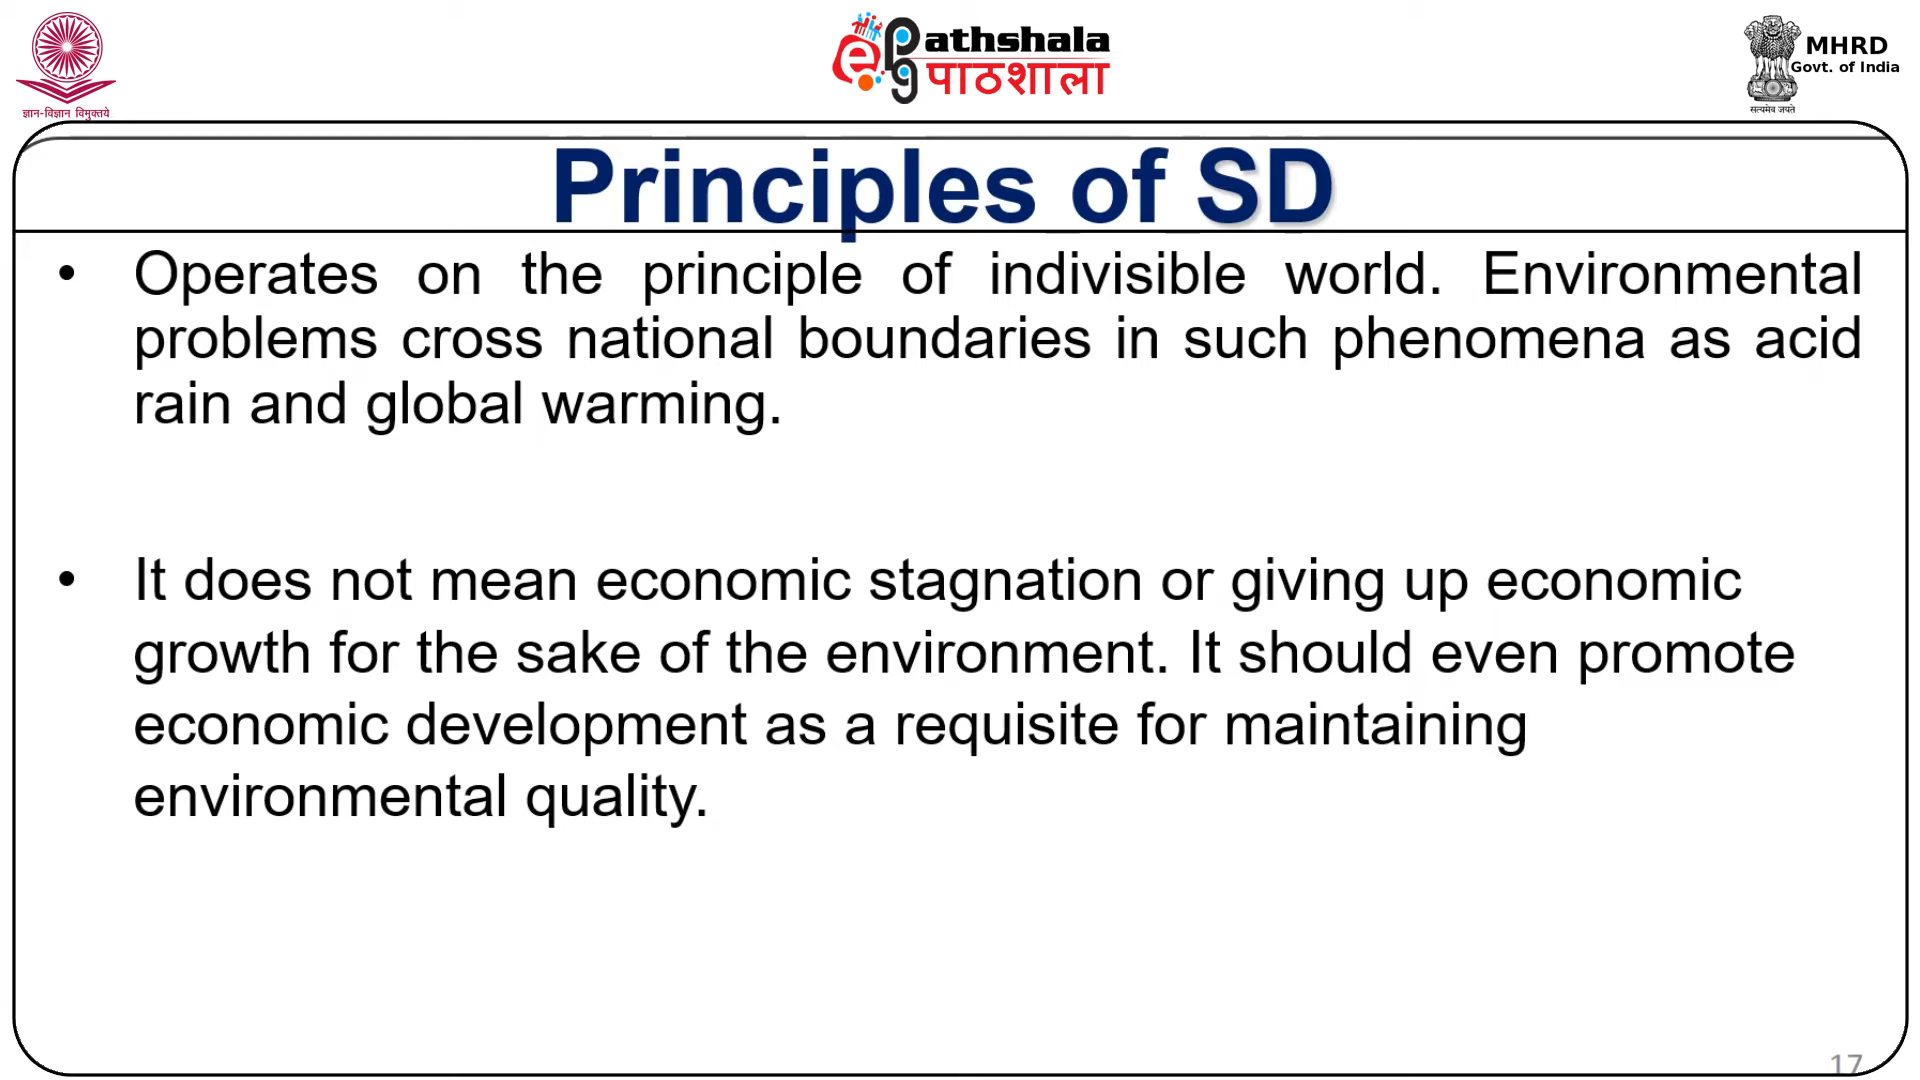 ज्ञान-विज्ञान विमुक्तये
e PG Pathshala
पाठशाला
MHRD
Govt. of India
सत्यमेव जयते
Principles of SD
• Operates on the principle of indivisible world. Environmental
problems cross national boundaries in such phenomena as acid
rain and global warming.
• It does not mean economic stagnation or giving up economic
growth for the sake of the environment. It should even promote
economic development as a requisite for maintaining
environmental quality.
17